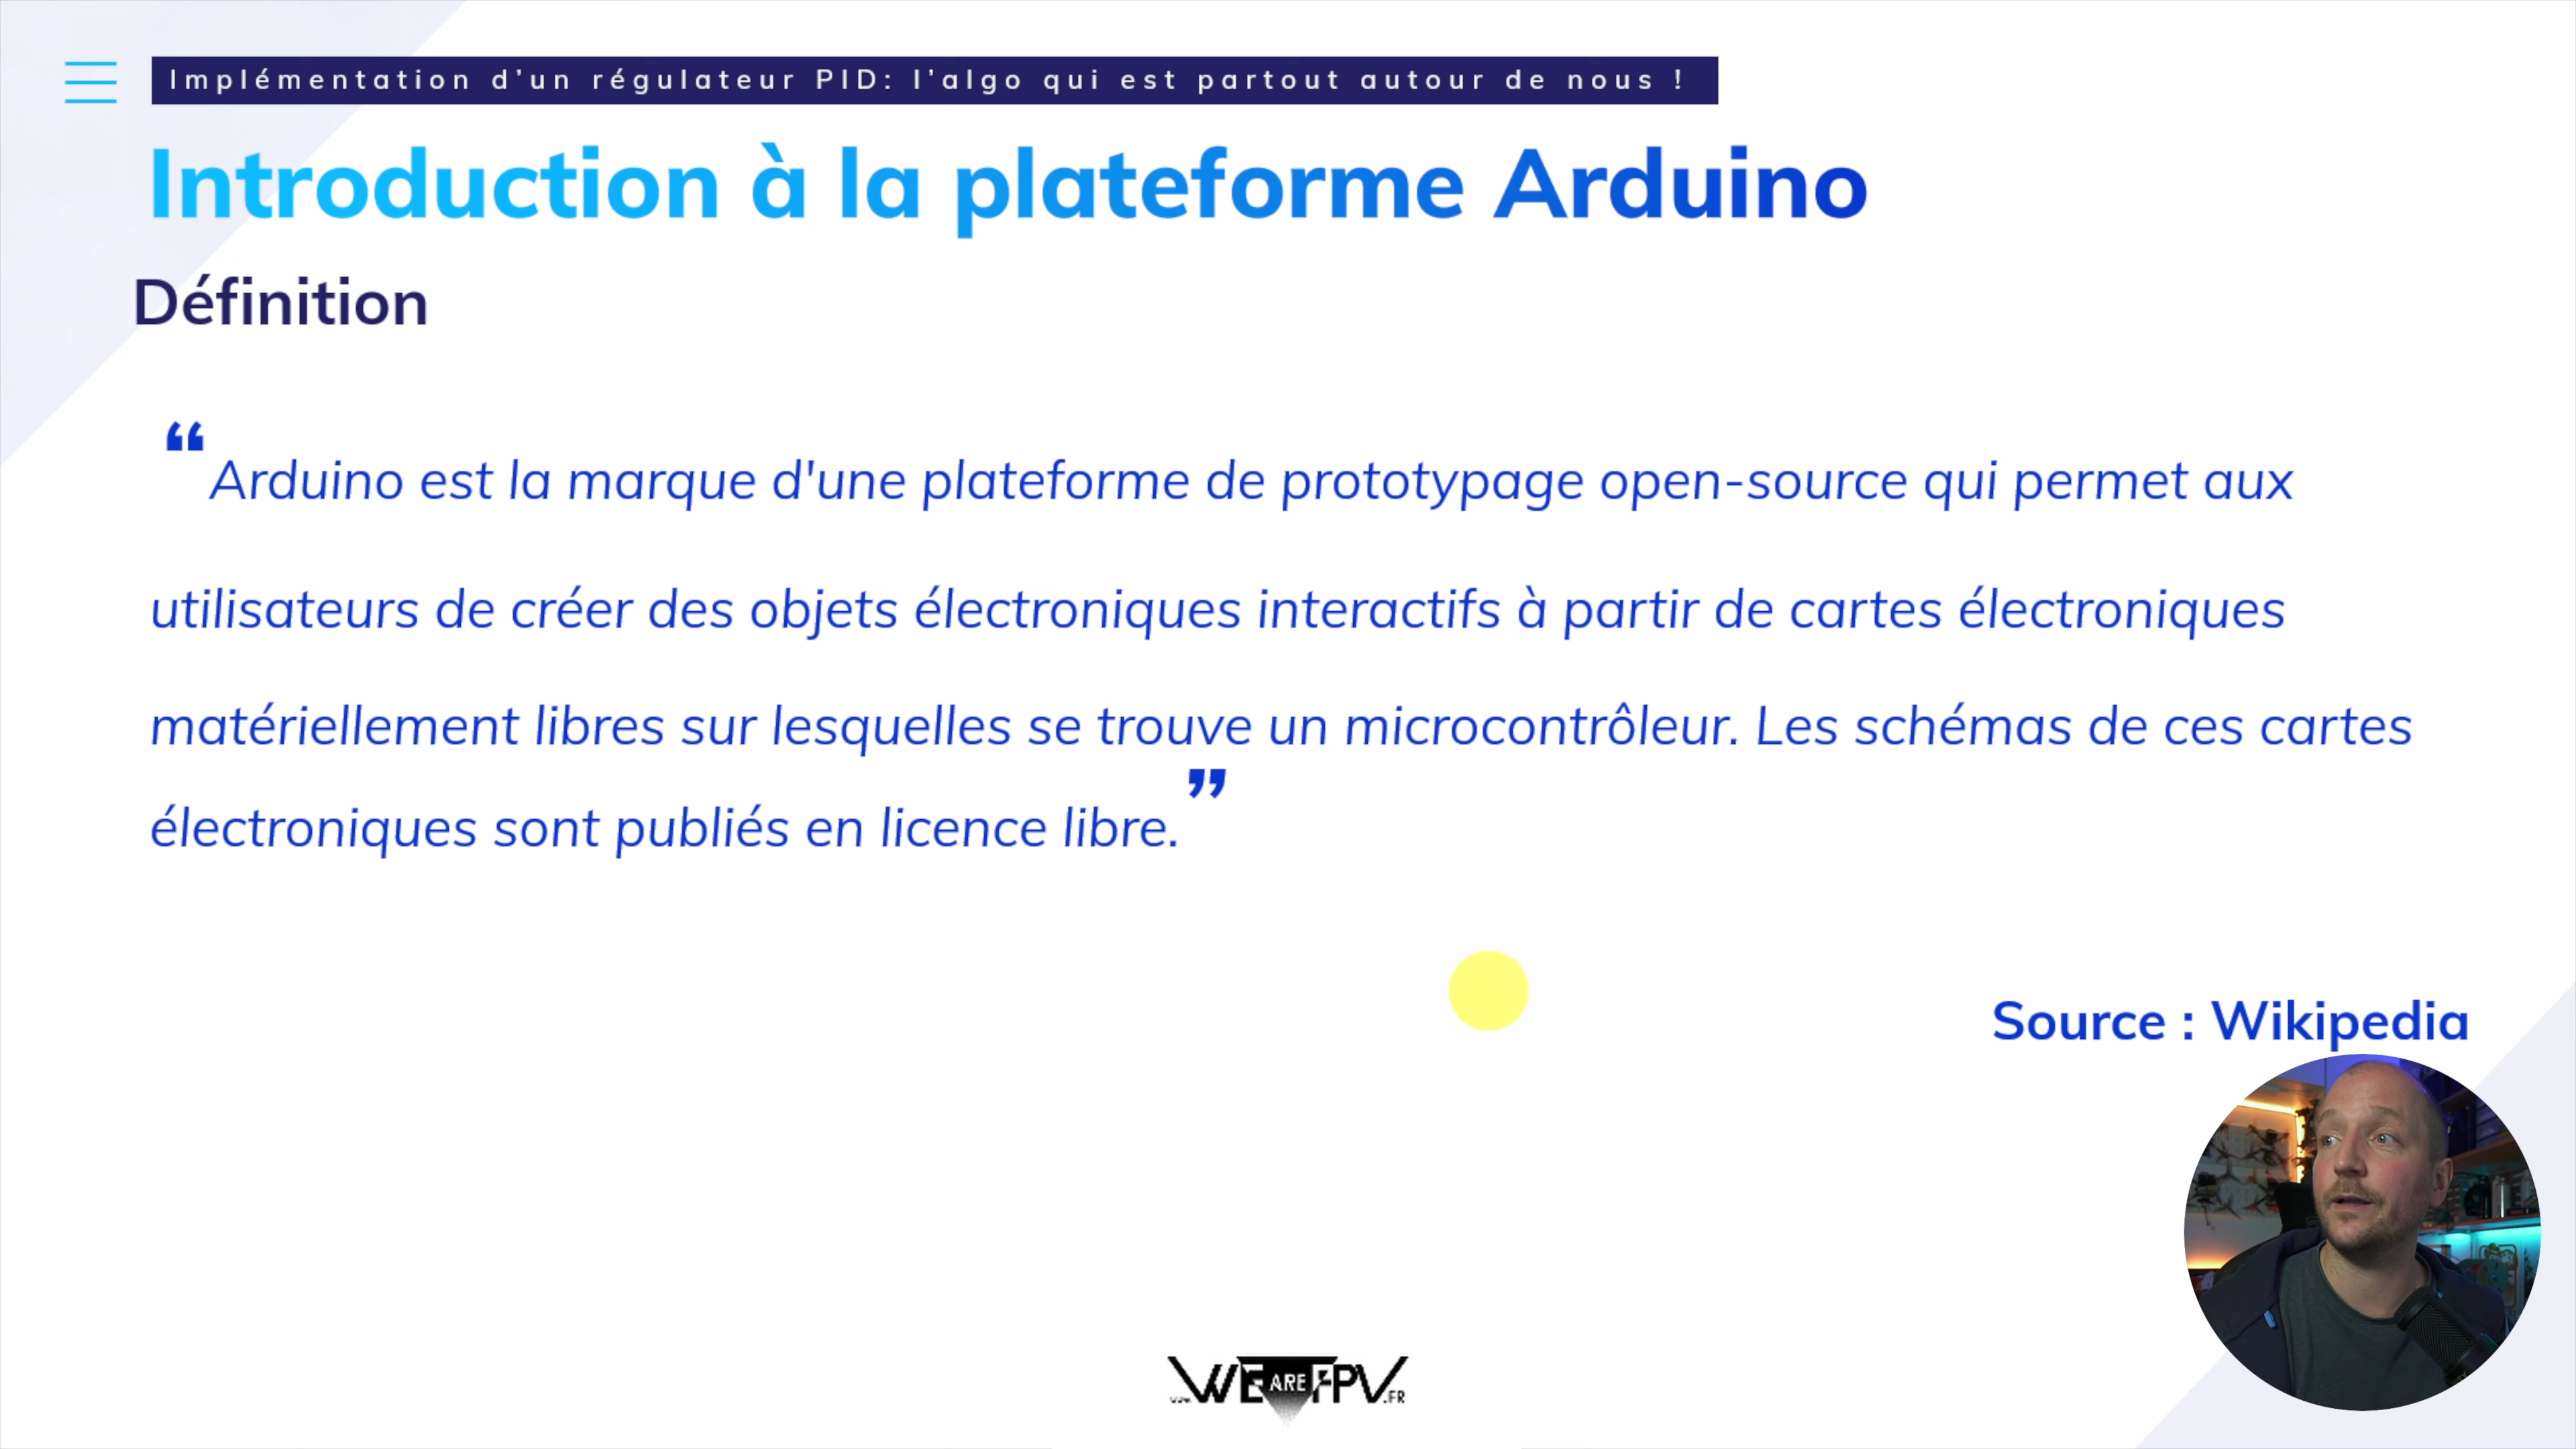 Implémentation d’un régulateur PID: l’algo qui est partout autour de nous !
Introduction à la plateforme Arduino
Définition
“Arduino est la marque d'une plateforme de prototypage open-source qui permet aux
utilisateurs de créer des objets électroniques interactifs à partir de cartes électroniques
matériellement libres sur lesquelles se trouve un microcontrôleur. Les schémas de ces cartes
électroniques sont publiés en licence libre.”
Source : Wikipedia
www.WE ARE FPV.FR